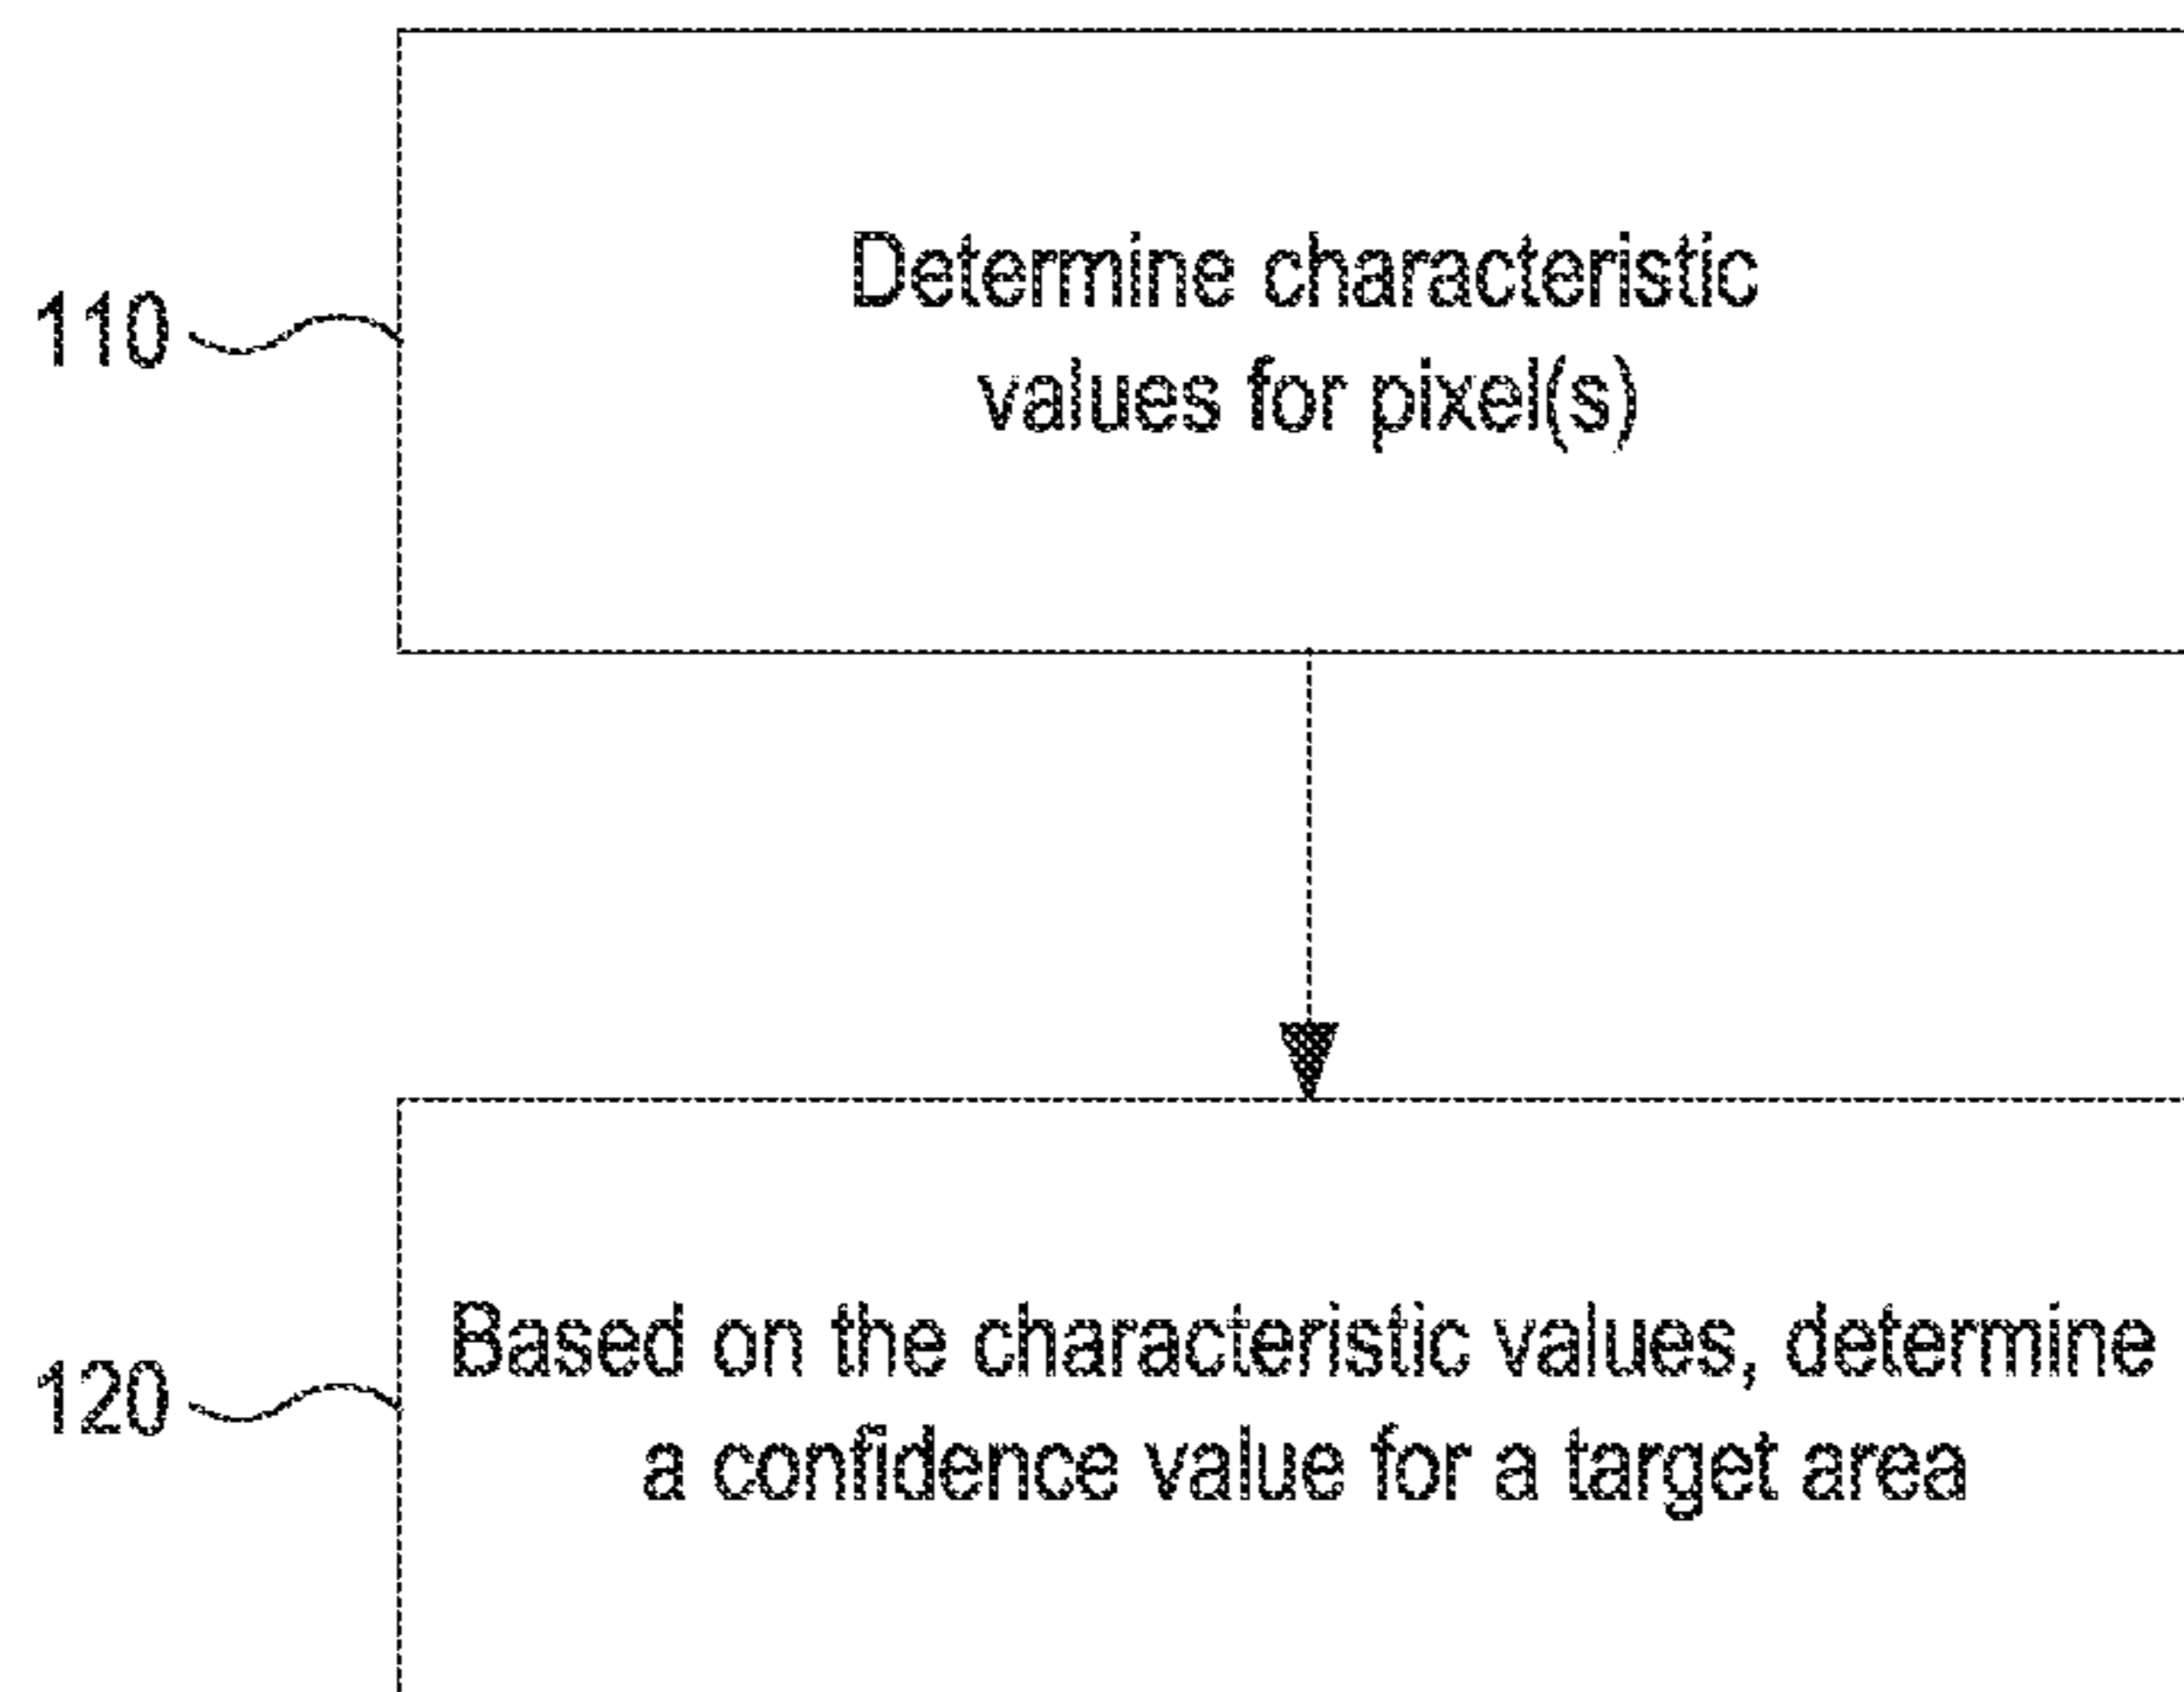 110
Determine characteristic
values for pixel(s)
120
Based on the characteristic values, determine
a confidence value for a target area